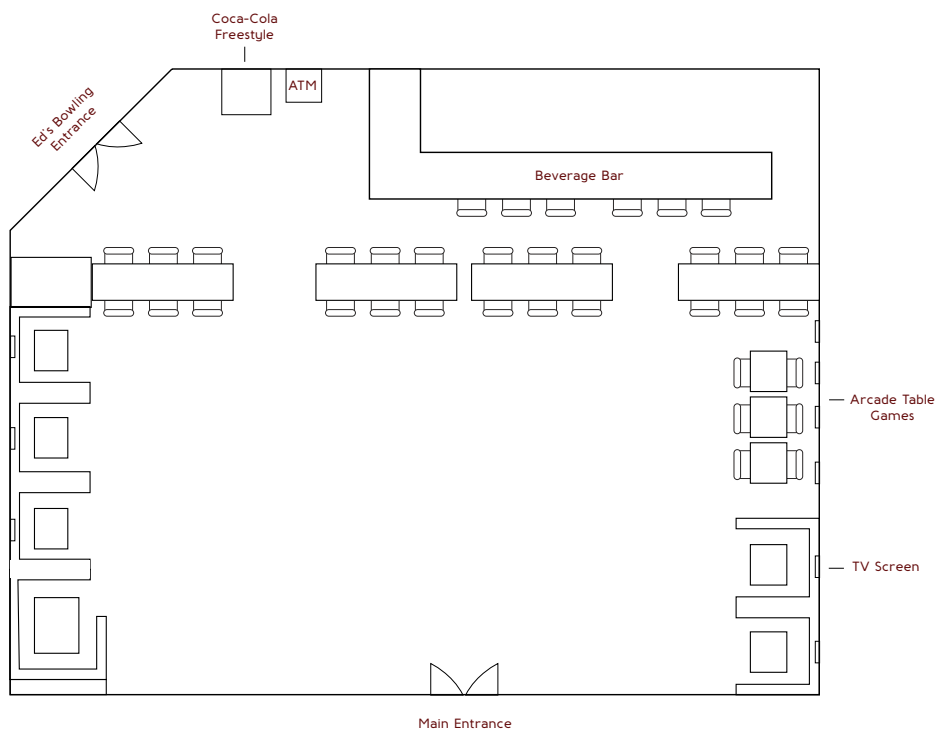 Coca-Cola
Freestyle
ATM
Ed's Bowling
Entrance
Beverage Bar
Arcade Table
Games
TV Screen
Main Entrance